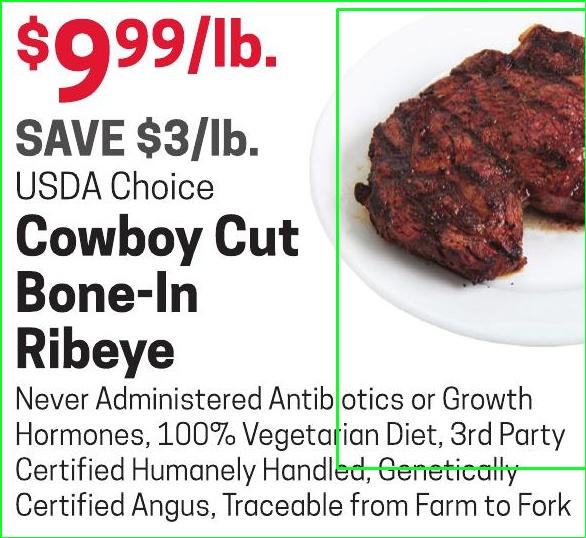 $9.99/lb.
SAVE $3/lb.
USDA Choice
Cowboy Cut
Bone-In
Ribeye
Never Administered Antibiotics or Growth
Hormones, 100% Vegetarian Diet, 3rd Party
Certified Humanely Handled, Genetically
Certified Angus, Traceable from Farm to Fork